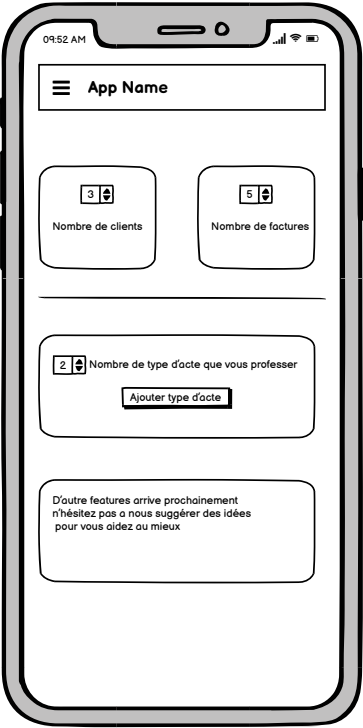 09:52 AM
App Name
3
5
Nombre de clients
Nombre de factures
2 Nombre de type d'acte que vous professer
Ajouter type d'acte
D'autre features arrive prochainement
n'hésitez pas a nous suggérer des idées
pour vous aidez au mieux